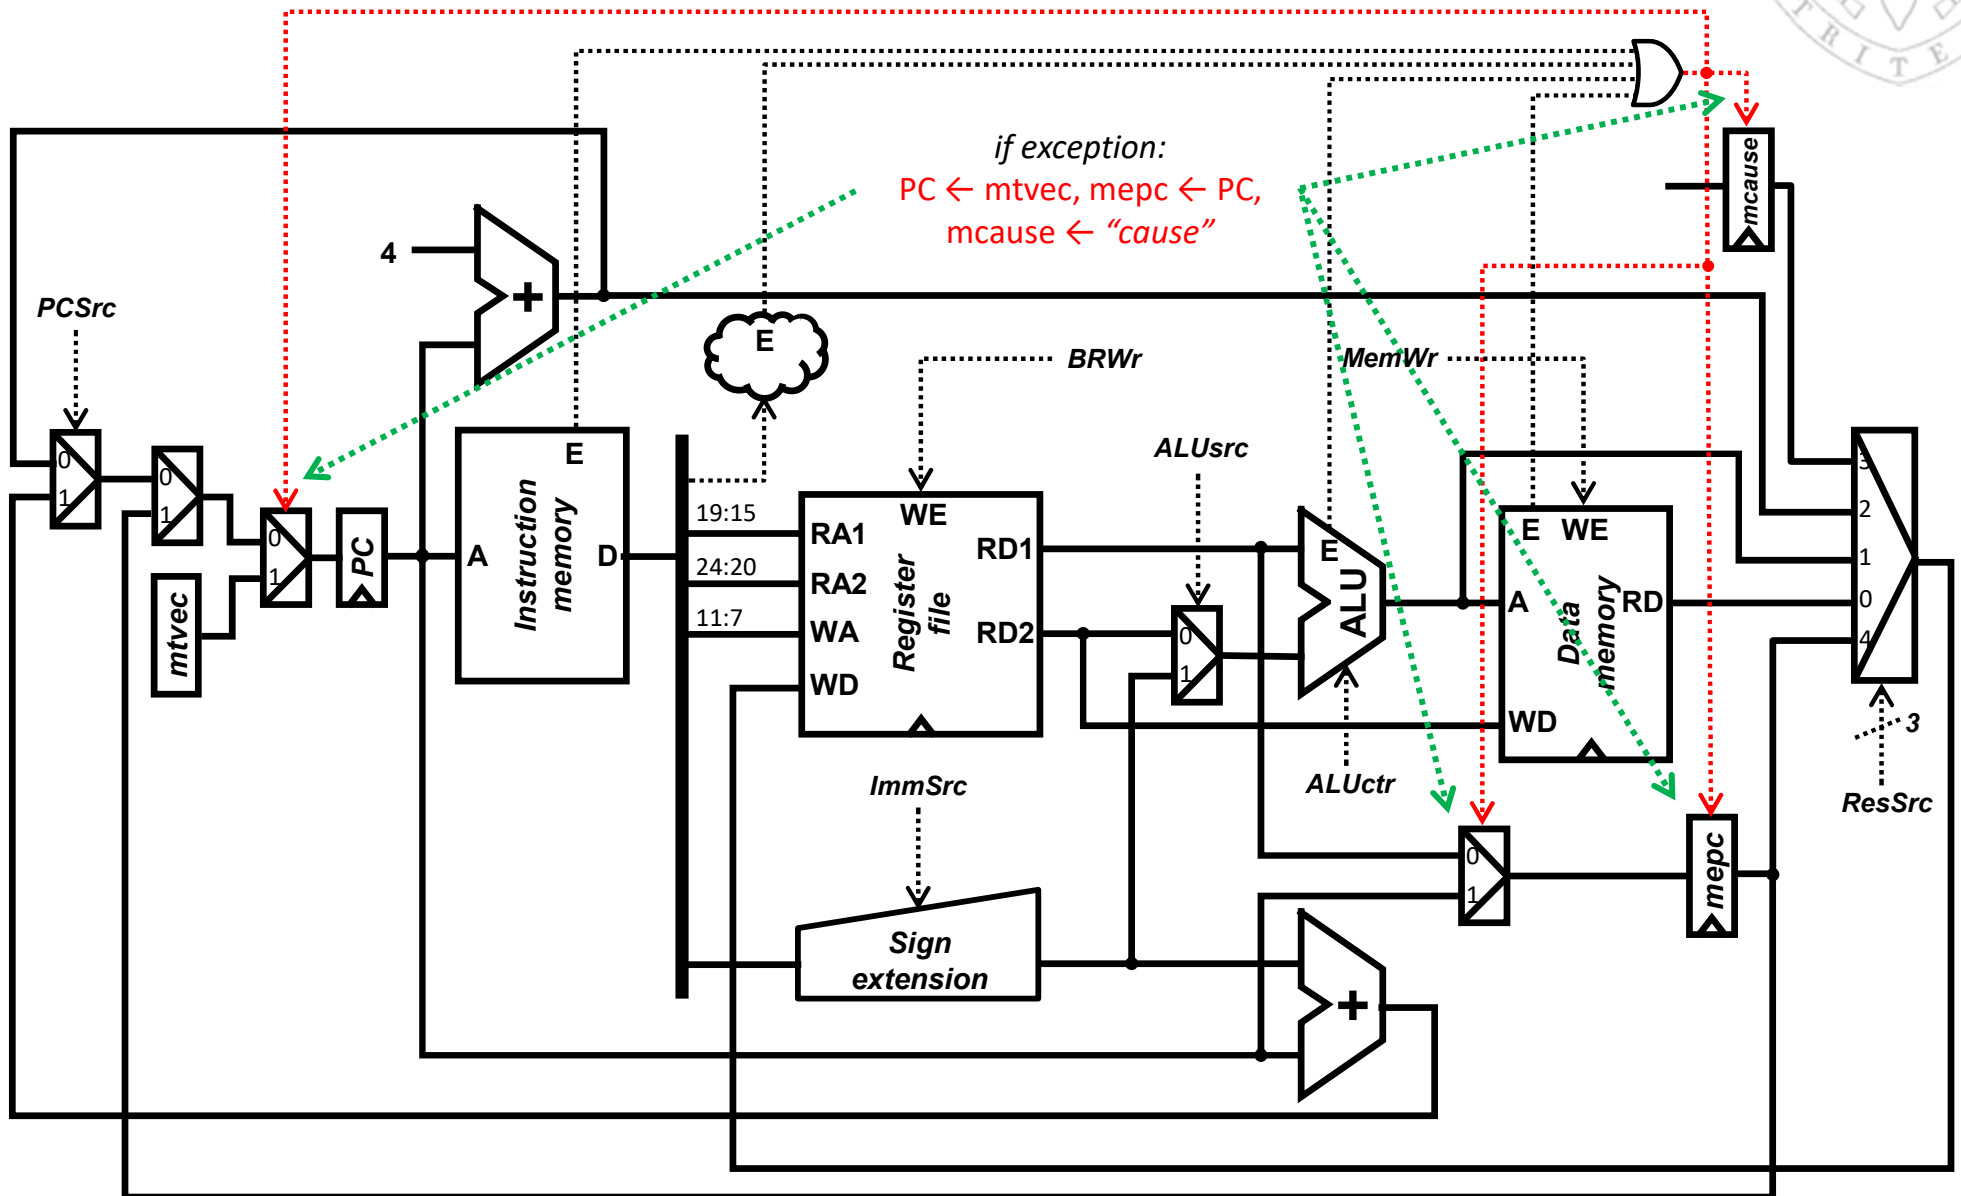 T R I T E
if exception:
PC ← mtvec, mepc ← PC,
mcause ← “cause”
mcause
4
+
PCSrc
E
BRWr
MemWr
0
1
0
1
0
1
mtvec
PC
E
A
Instruction
memory
D
19:15
24:20
11:7
WE
RA1
RA2
WA
WD
Register
file
RD1
RD2
ALUsrc
0
1
E
ALU
ALUctr
E WE
A
Data
memory
RD
WD
3
2
1
0
4
3
ResSrc
ImmSrc
Sign
extension
0
1
mepc
+